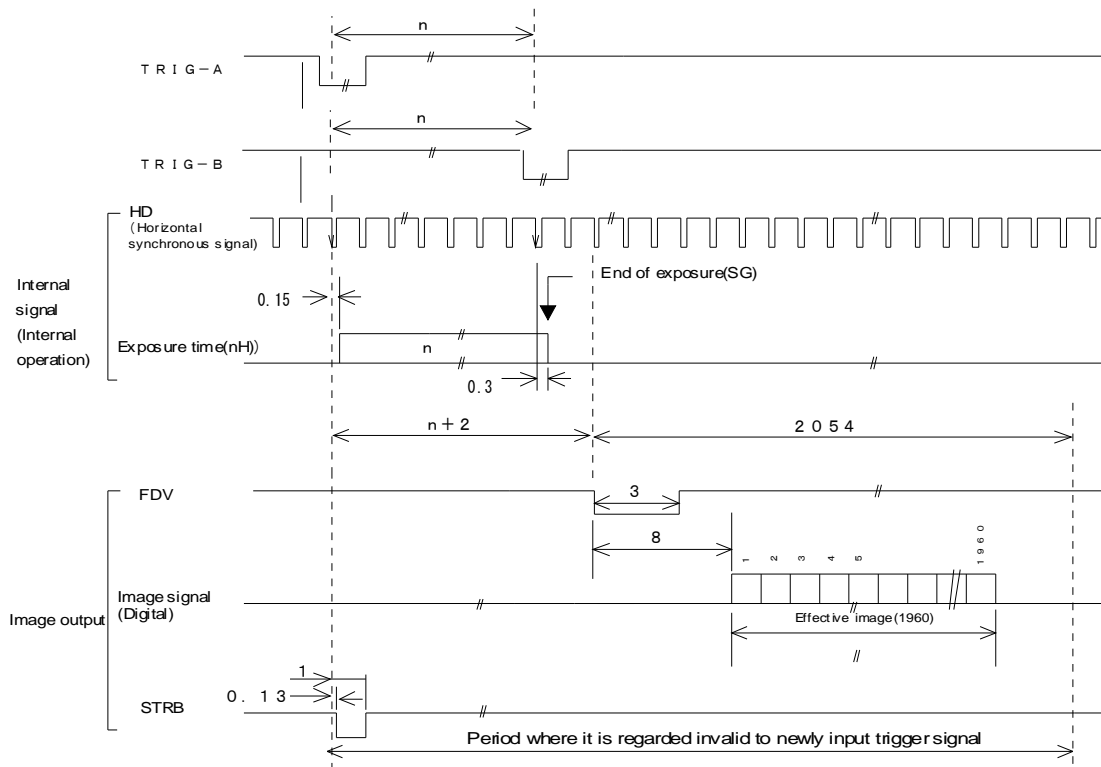 n
TRIG-A
n
TRIG-B
HD
(Horizontal
synchronous signal)
End of exposure(SG)
Internal
signal
(Internal
operation)
0.15
Exposure time(nH))
n
0.3
n+2
2054
FDV
3
8
1 2 3 4 5 1960
Image signal
(Digital)
Effective image(1960)
Image output
1
0.13
STRB
Period where it is regarded invalid to newly input trigger signal